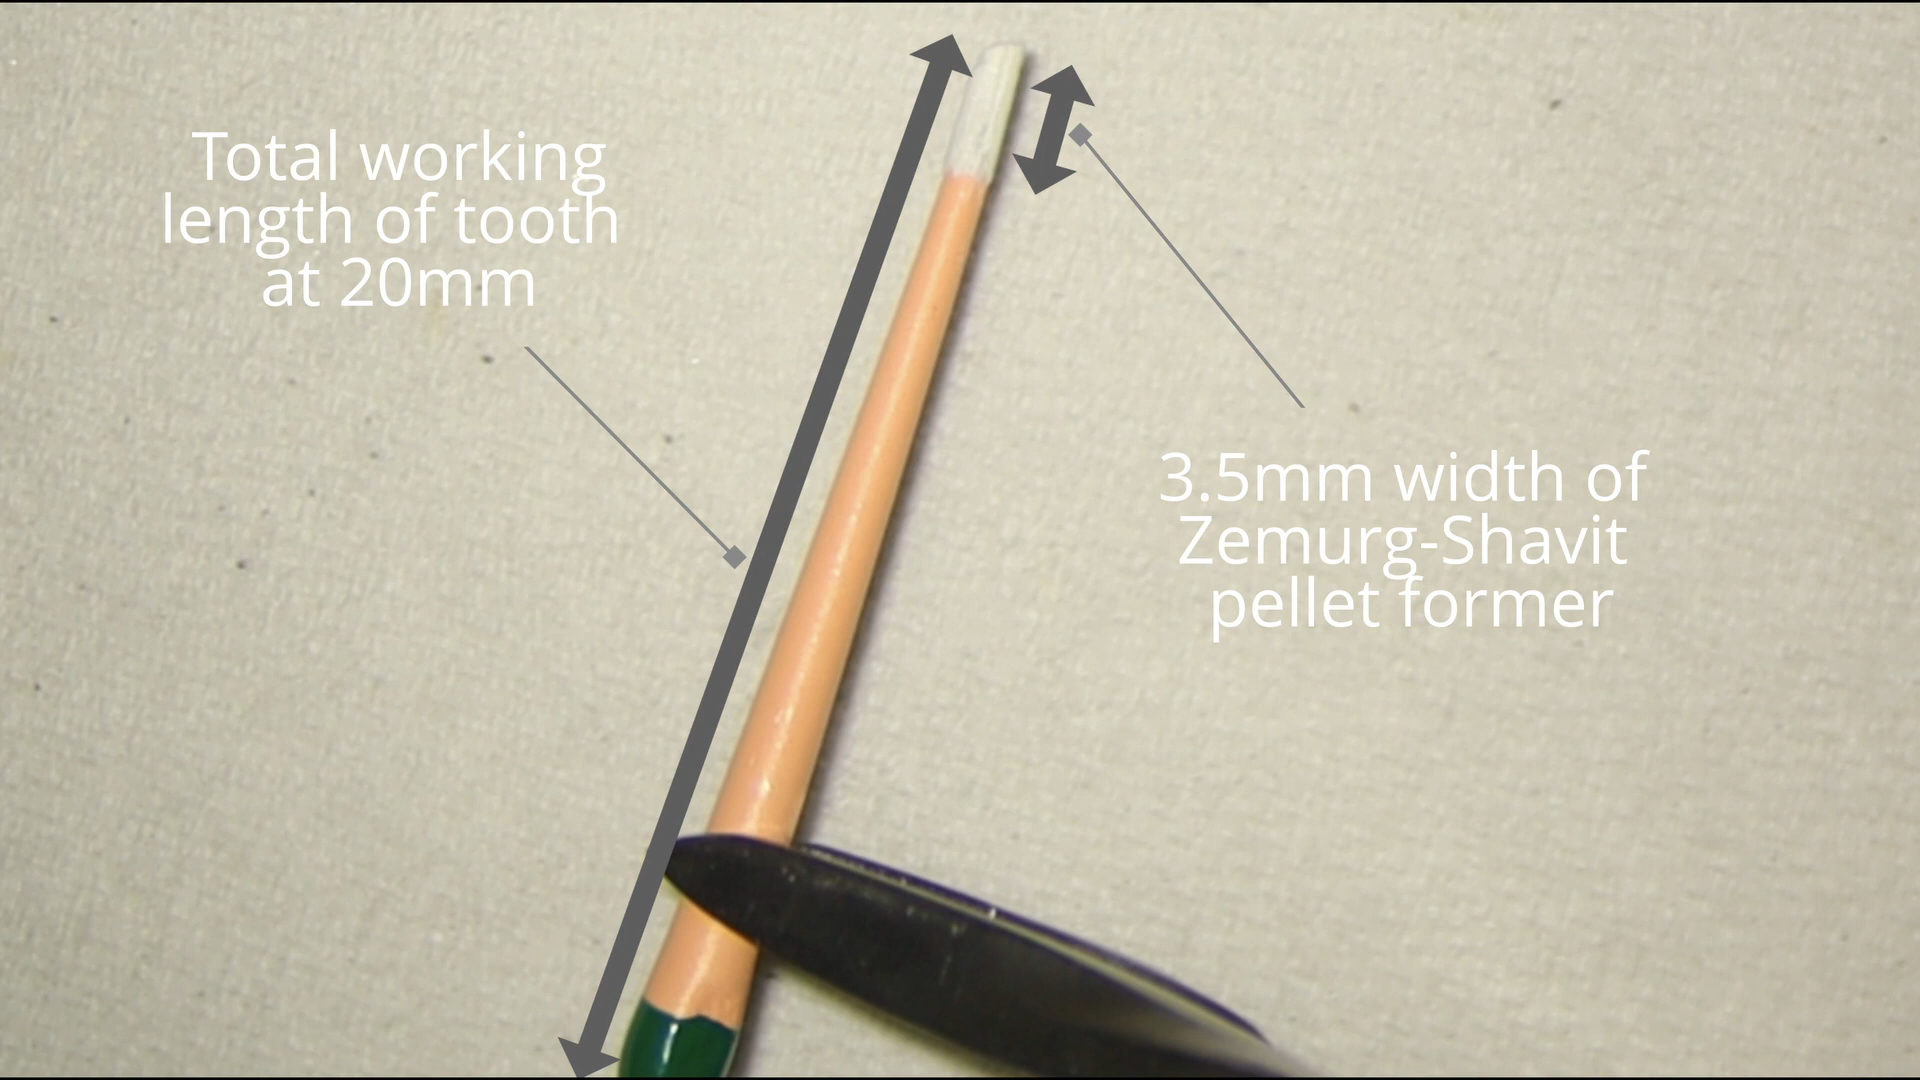 Total working
length of tooth
at 20mm
3.5mm width of
Zemurg-Shavit
pellet former